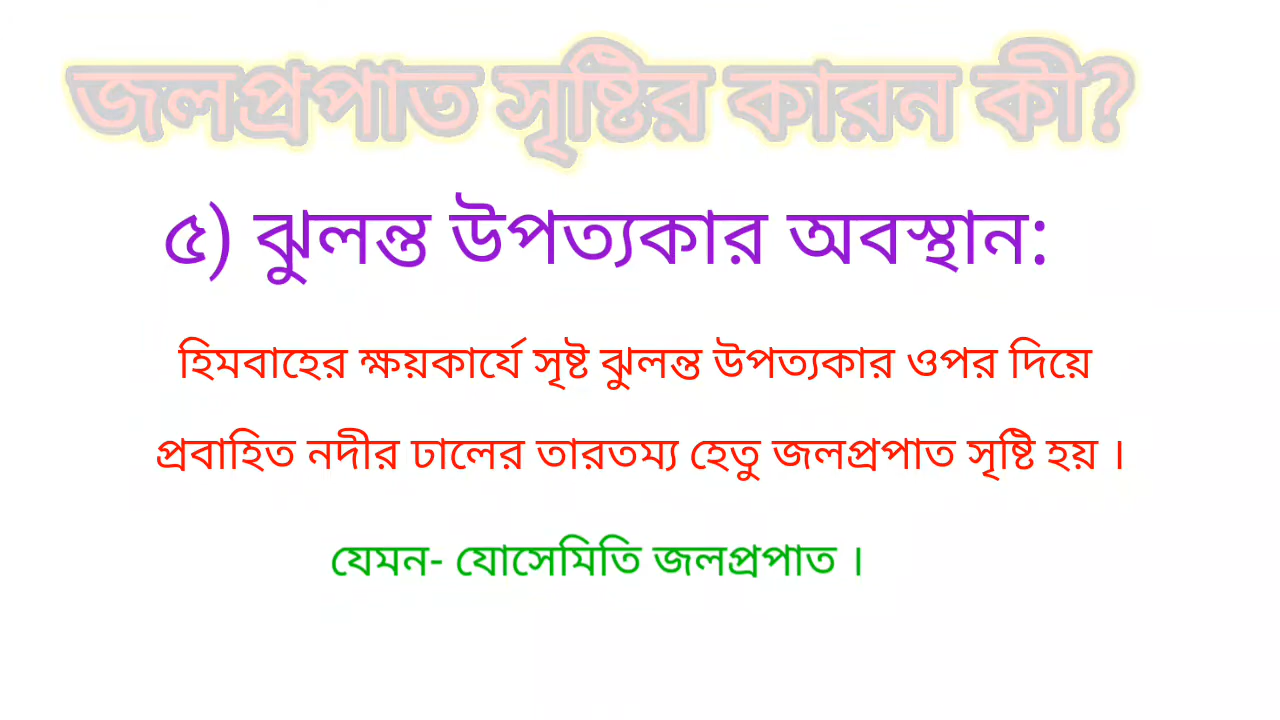 জলপ্রপাত সৃষ্টির কারন কী?
৫) ঝুলন্ত উপত্যকার অবস্থান:
হিমবাহের ক্ষয়কার্যে সৃষ্ট ঝুলন্ত উপত্যকার ওপর দিয়ে
প্রবাহিত নদীর ঢালের তারতম্য হেতু জলপ্রপাত সৃষ্টি হয় ।
যেমন- যোসেমিতি জলপ্রপাত ।